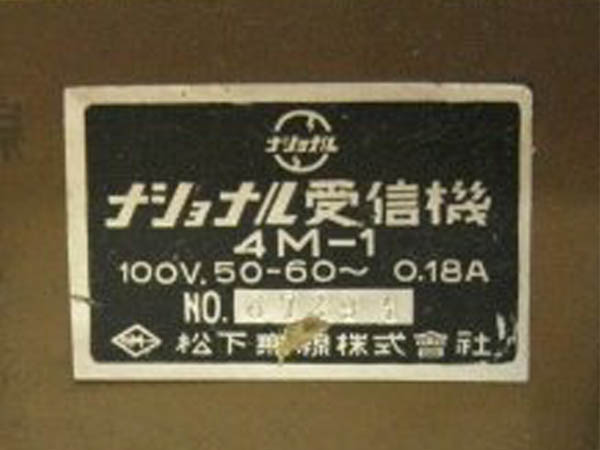 ナショナル
ナショナル受信機
4M-1
100V. 50-60～ 0.18A
NO.
松下無線株式會社